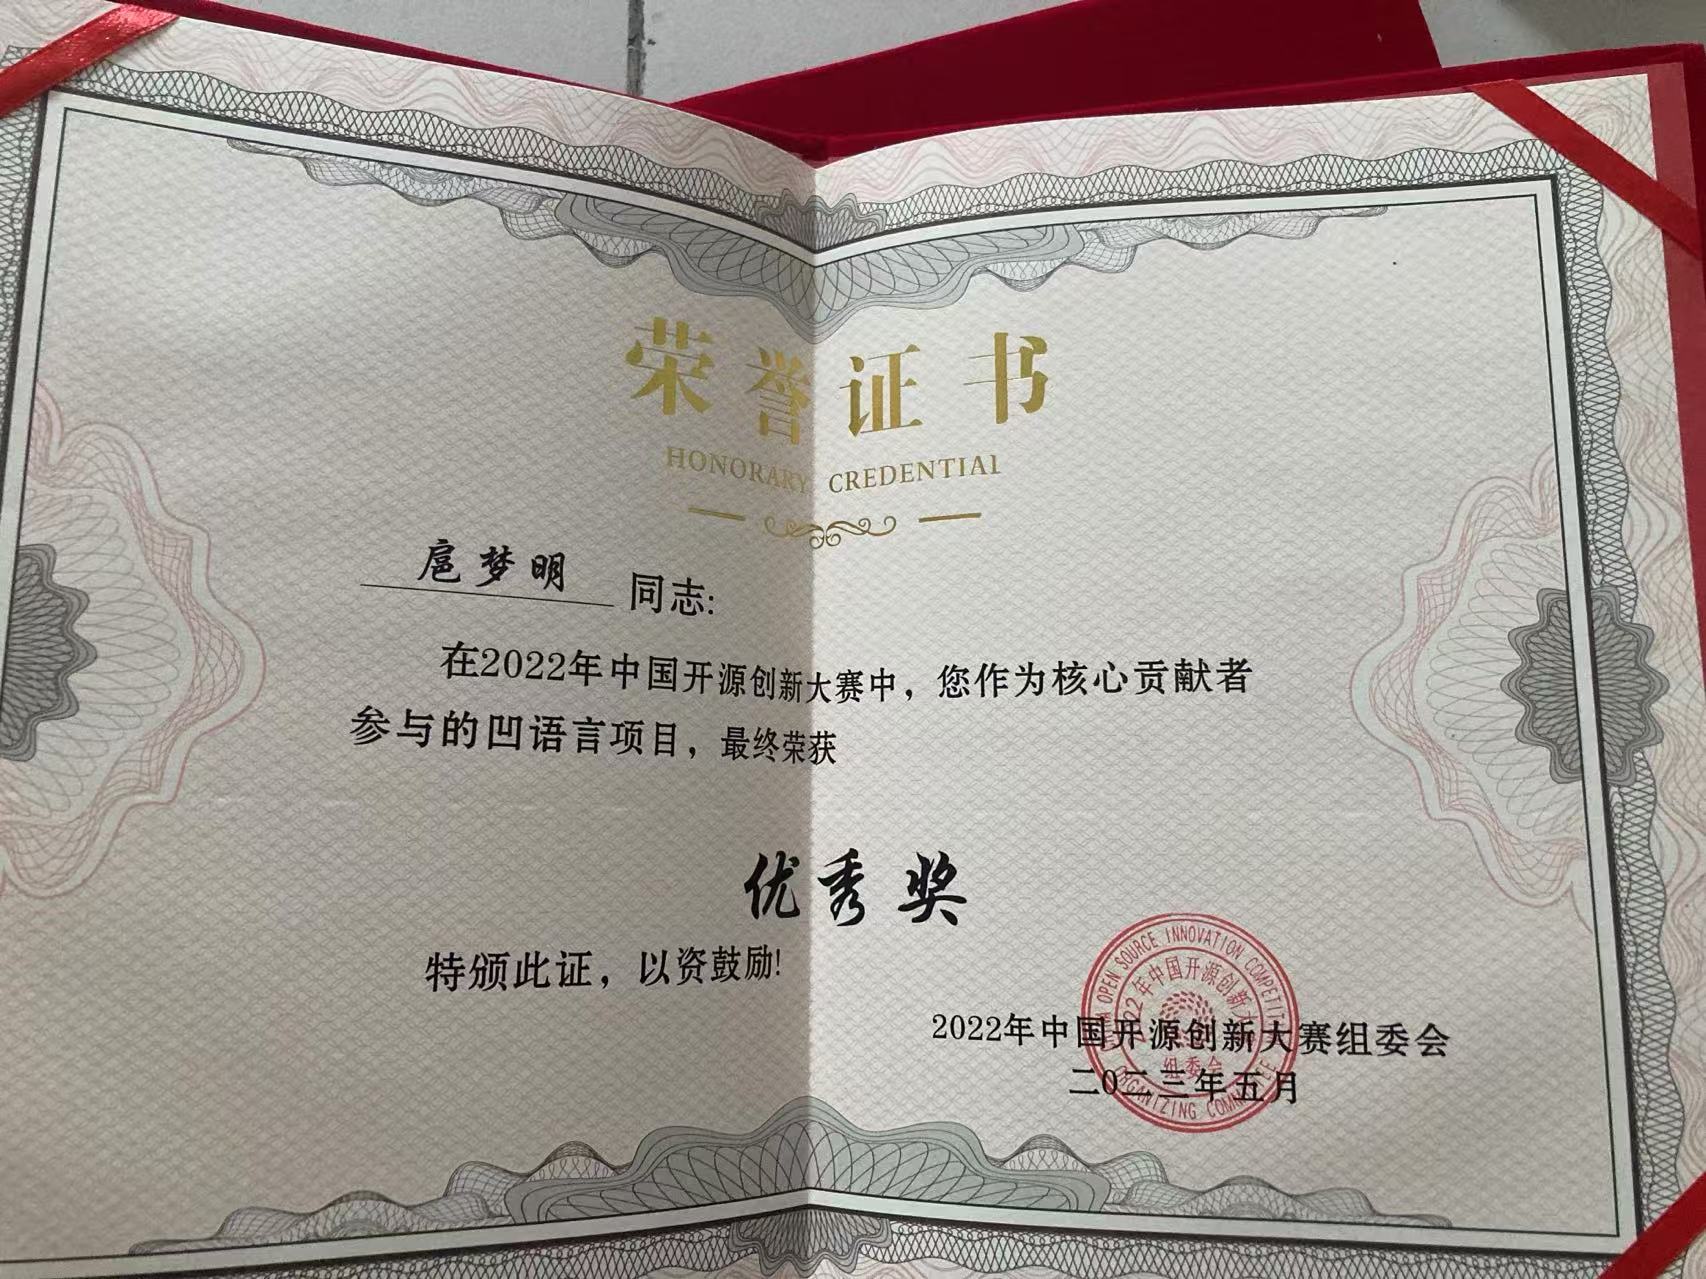 荣誉证书
HONORARY CREDENTIAL
扈梦明 同志:
在2022年中国开源创新大赛中，您作为核心贡献者
参与的凹语言项目，最终荣获
优秀奖
特颁此证，以资鼓励!
2022年中国开源创新大赛组委会
二〇二三年五月
OPEN SOURCE INNOVATION
2022年中国开源创新大赛
组委会
ORGANIZING COMMITTEE